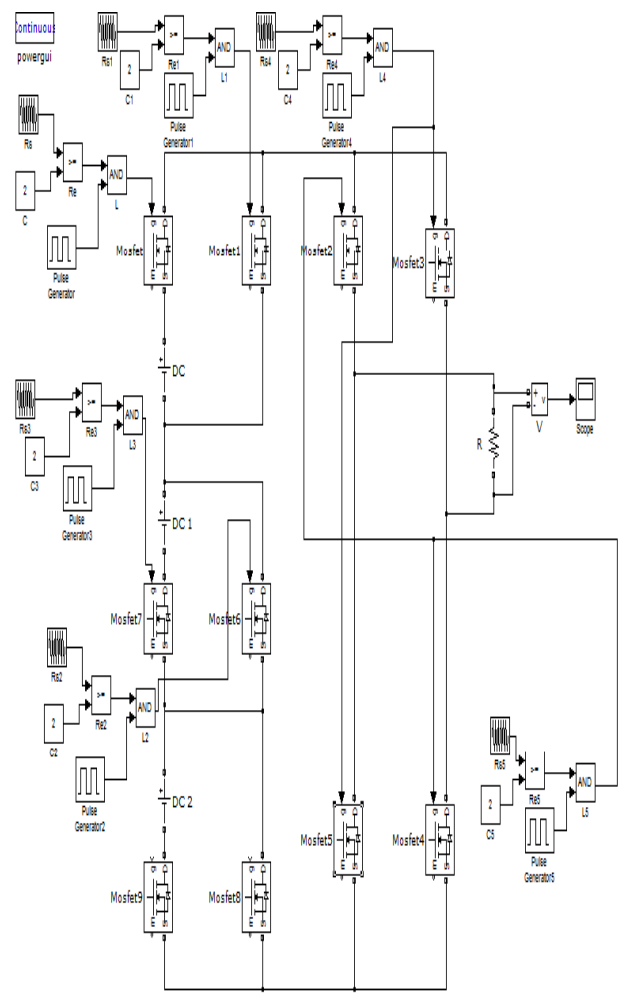 Continuous
powergui
Rs1
2
C1
>=
Re1
AND
L1
Pulse
Generator1
Rs4
2
C4
>=
Re4
AND
L4
Pulse
Generator4
Rs
2
C
>=
Re
AND
L
Pulse
Generator
g
D
m
S
Mosfet
g
D
m
S
Mosfet1
g
D
m
S
Mosfet2
g
D
m
S
Mosfet3
+
DC
Rs3
2
C3
>=
Re3
AND
L3
Pulse
Generator3
R
+
-
v
V
Scope
+
DC 1
g
D
m
S
Mosfet7
g
D
m
S
Mosfet6
Rs2
2
C2
>=
Re2
AND
L2
Pulse
Generator2
+
DC 2
g
D
m
S
Mosfet5
g
D
m
S
Mosfet4
Rs5
2
C5
>=
Re5
AND
L5
Pulse
Generator5
g
D
m
S
Mosfet9
g
D
m
S
Mosfet8